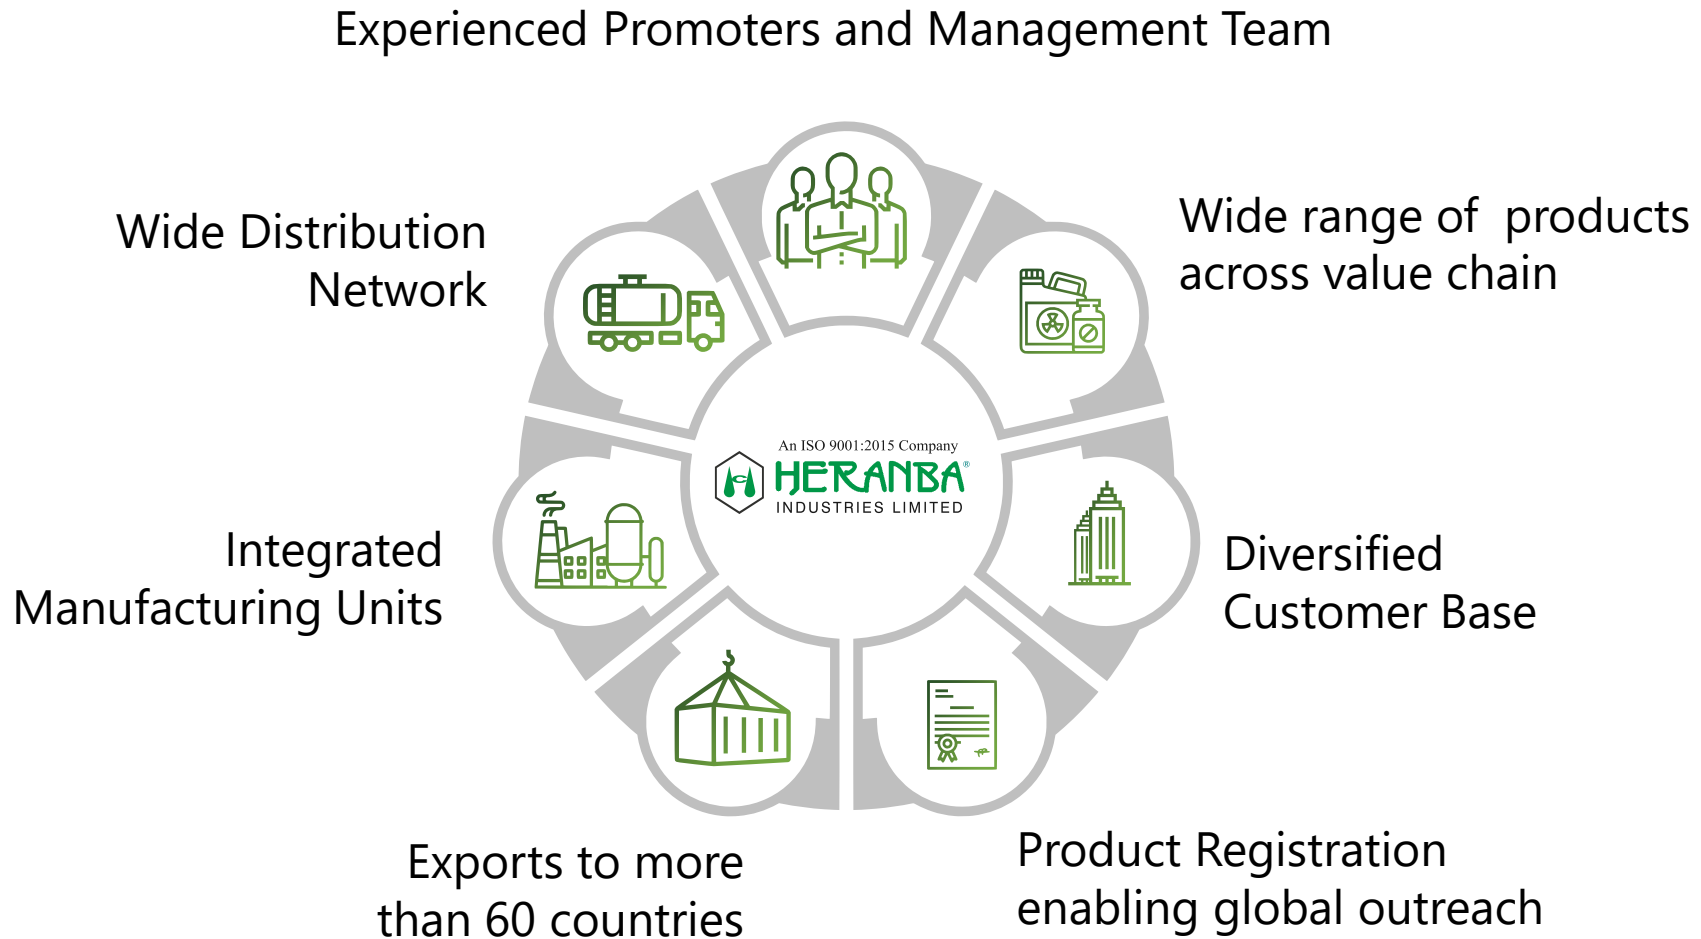 Experienced Promoters and Management Team
Wide Distribution
Network
Wide range of  products
across value chain
An ISO 9001:2015 Company
HERANBA®
INDUSTRIES LIMITED
Integrated
Manufacturing Units
Diversified
Customer Base
Exports to more
than 60 countries
Product Registration
enabling global outreach